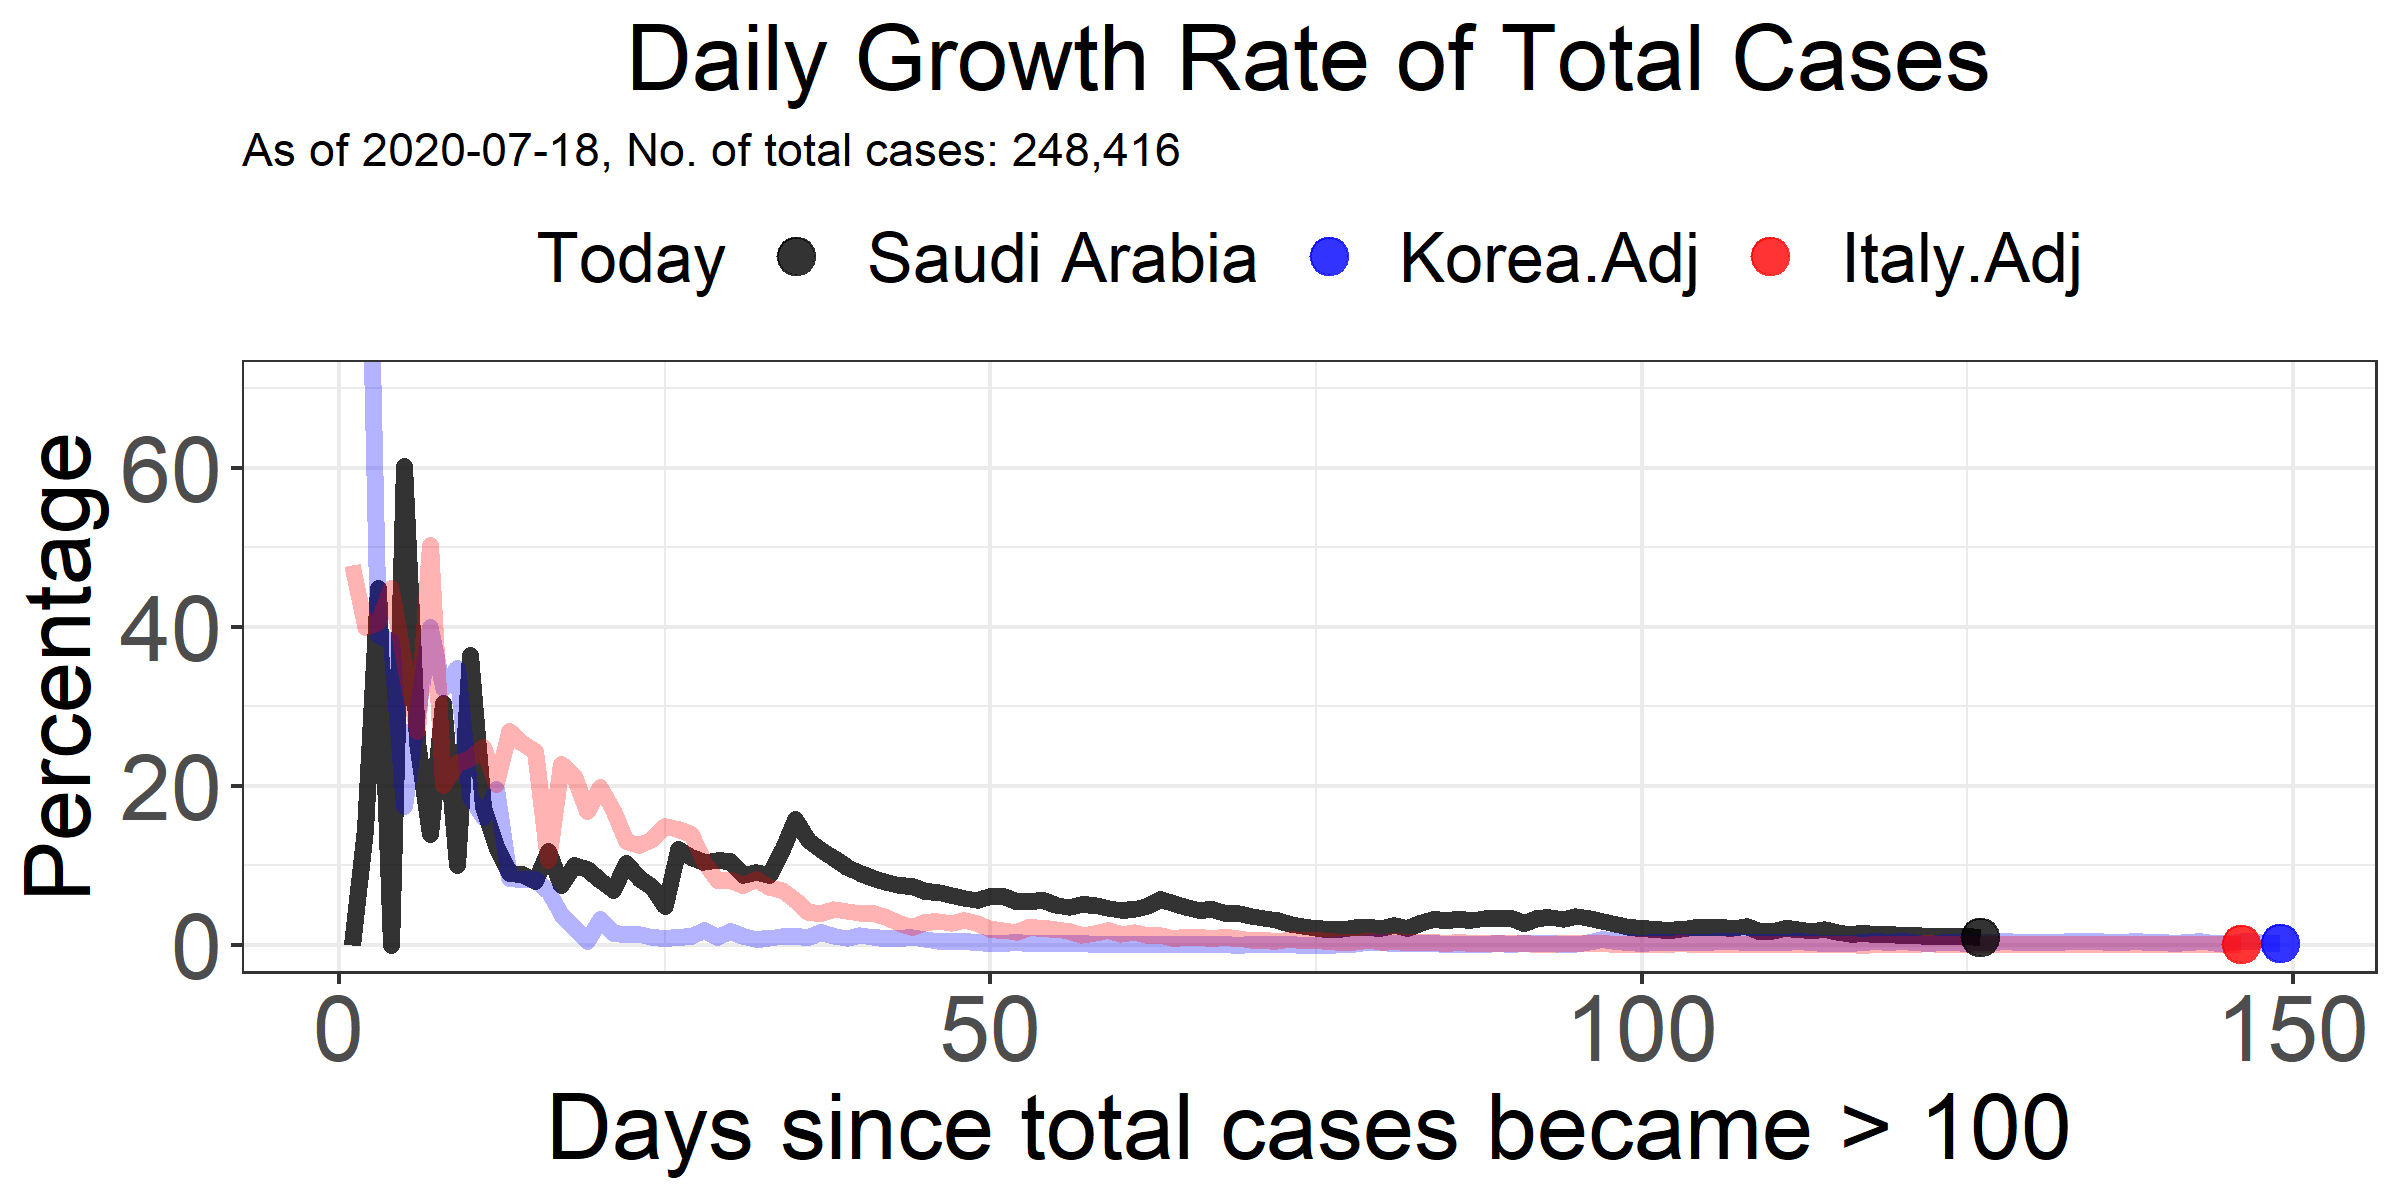 Daily Growth Rate of Total Cases
As of 2020-07-18, No. of total cases: 248,416
Today Saudi Arabia Korea.Adj Italy.Adj
Percentage
60
40
20
0
0 50 100 150
Days since total cases became > 100